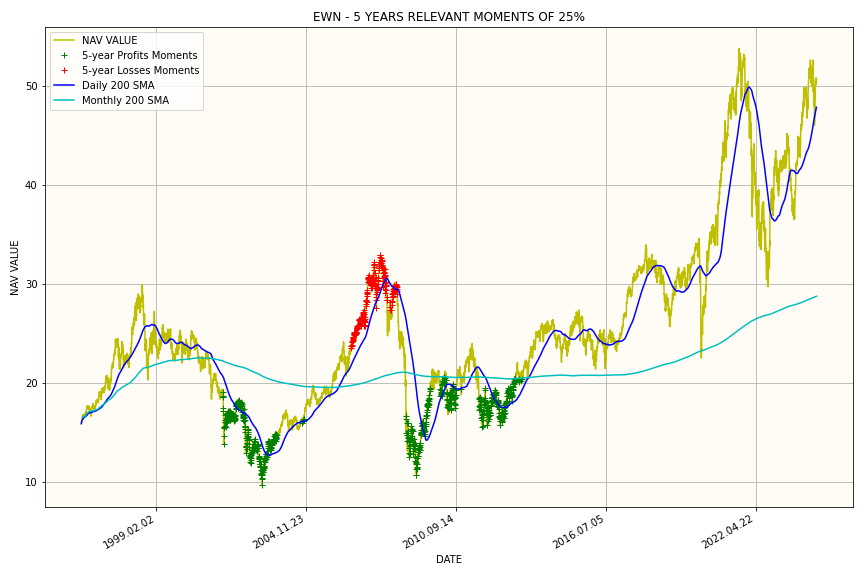 EWN - 5 YEARS RELEVANT MOMENTS OF 25%
NAV VALUE
5-year Profits Moments
5-year Losses Moments
Daily 200 SMA
Monthly 200 SMA
NAV VALUE
50
40
30
20
10
1999.02.02
2004.11.23
2010.09.14
2016.07.05
2022.04.22
DATE